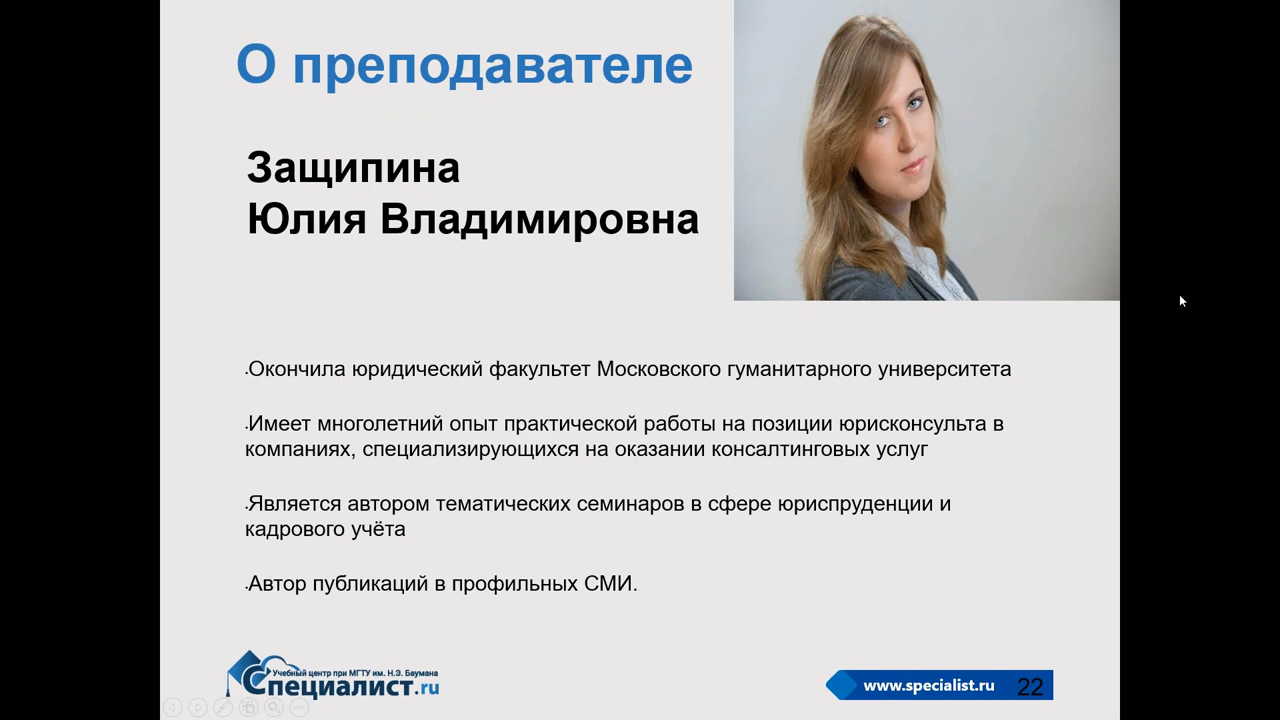 О преподавателе
Защипина
Юлия Владимировна
·Окончила юридический факультет Московского гуманитарного университета
·Имеет многолетний опыт практической работы на позиции юрисконсульта в
компаниях, специализирующихся на оказании консалтинговых услуг
·Является автором тематических семинаров в сфере юриспруденции и
кадрового учёта
·Автор публикаций в профильных СМИ.
Учебный центр при МГТУ им. Н.Э. Баумана
Специалист.ru
www.specialist.ru 22